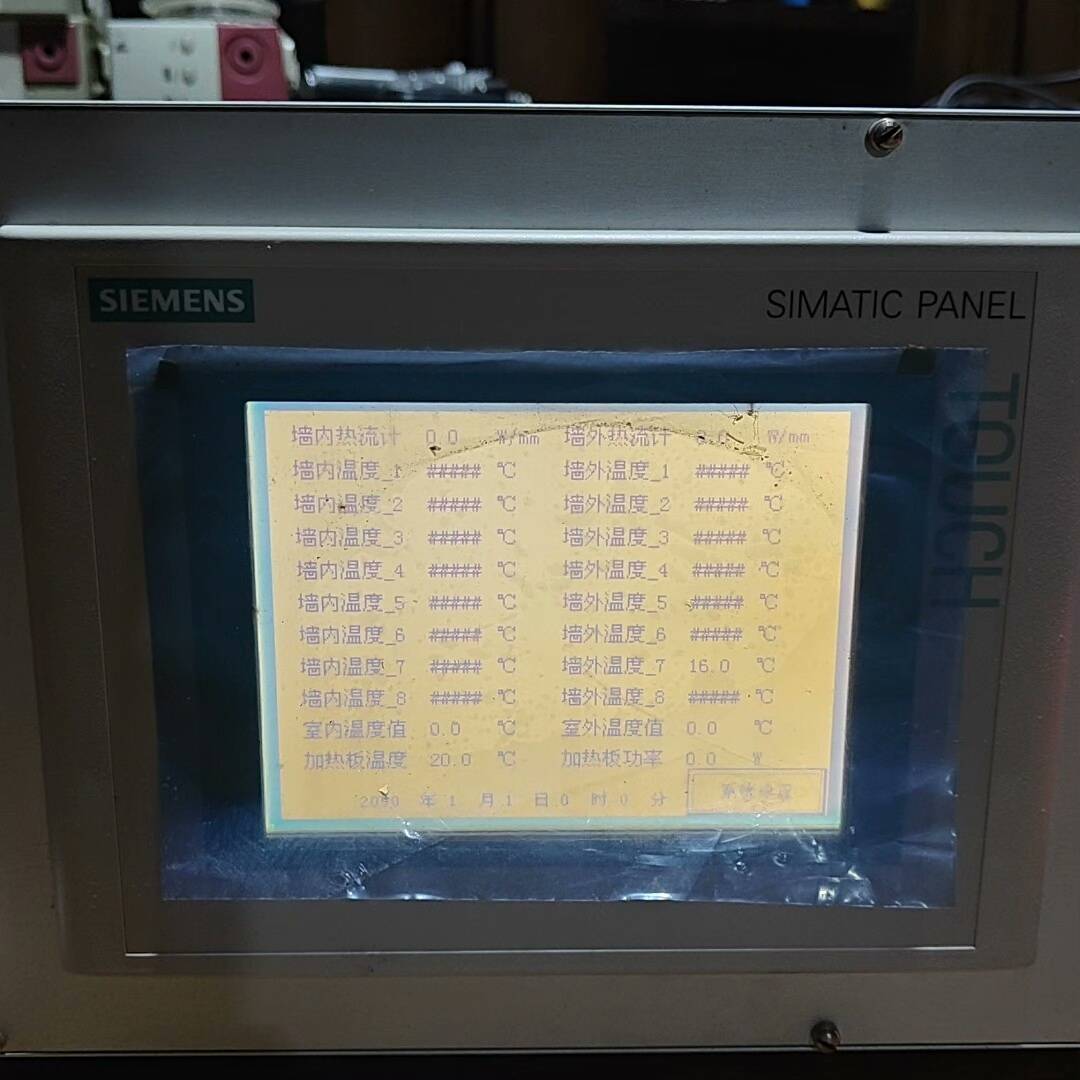 SIEMENS
SIMATIC PANEL
TOUCH
墙内热流计 0.0 W/mm 墙外热流计 0.0 W/mm
墙内温度_1 ##### ℃ 墙外温度_1 ##### ℃
墙内温度_2 ##### ℃ 墙外温度_2 ##### ℃
墙内温度_3 ##### ℃ 墙外温度_3 ##### ℃
墙内温度_4 ##### ℃ 墙外温度_4 ##### ℃
墙内温度_5 ##### ℃ 墙外温度_5 ##### ℃
墙内温度_6 ##### ℃ 墙外温度_6 ##### ℃
墙内温度_7 ##### ℃ 墙外温度_7 16.0 ℃
墙内温度_8 ##### ℃ 墙外温度_8 ##### ℃
室内温度值 0.0 ℃ 室外温度值 0.0 ℃
加热板温度 20.0 ℃ 加热板功率 0.0 W
年1 月1 日0 时0 分